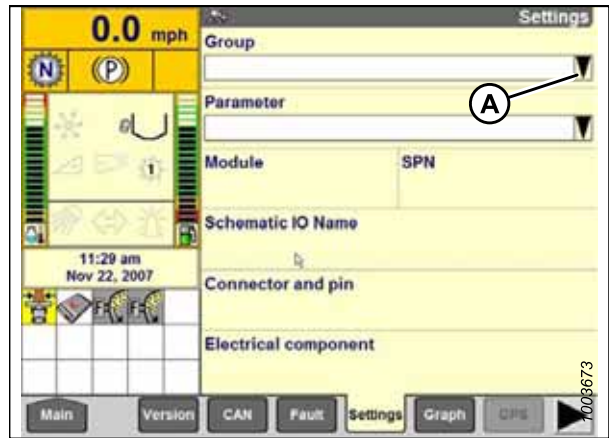 0.0 mph
Settings
Group
N
(P)
A
Parameter
1
Module
SPN
Schematic IO Name
11:29 am
Nov 22, 2007
Connector and pin
F
F
Electrical component
1003673
Main
Version
CAN
Fault
Settings
Graph
GPS